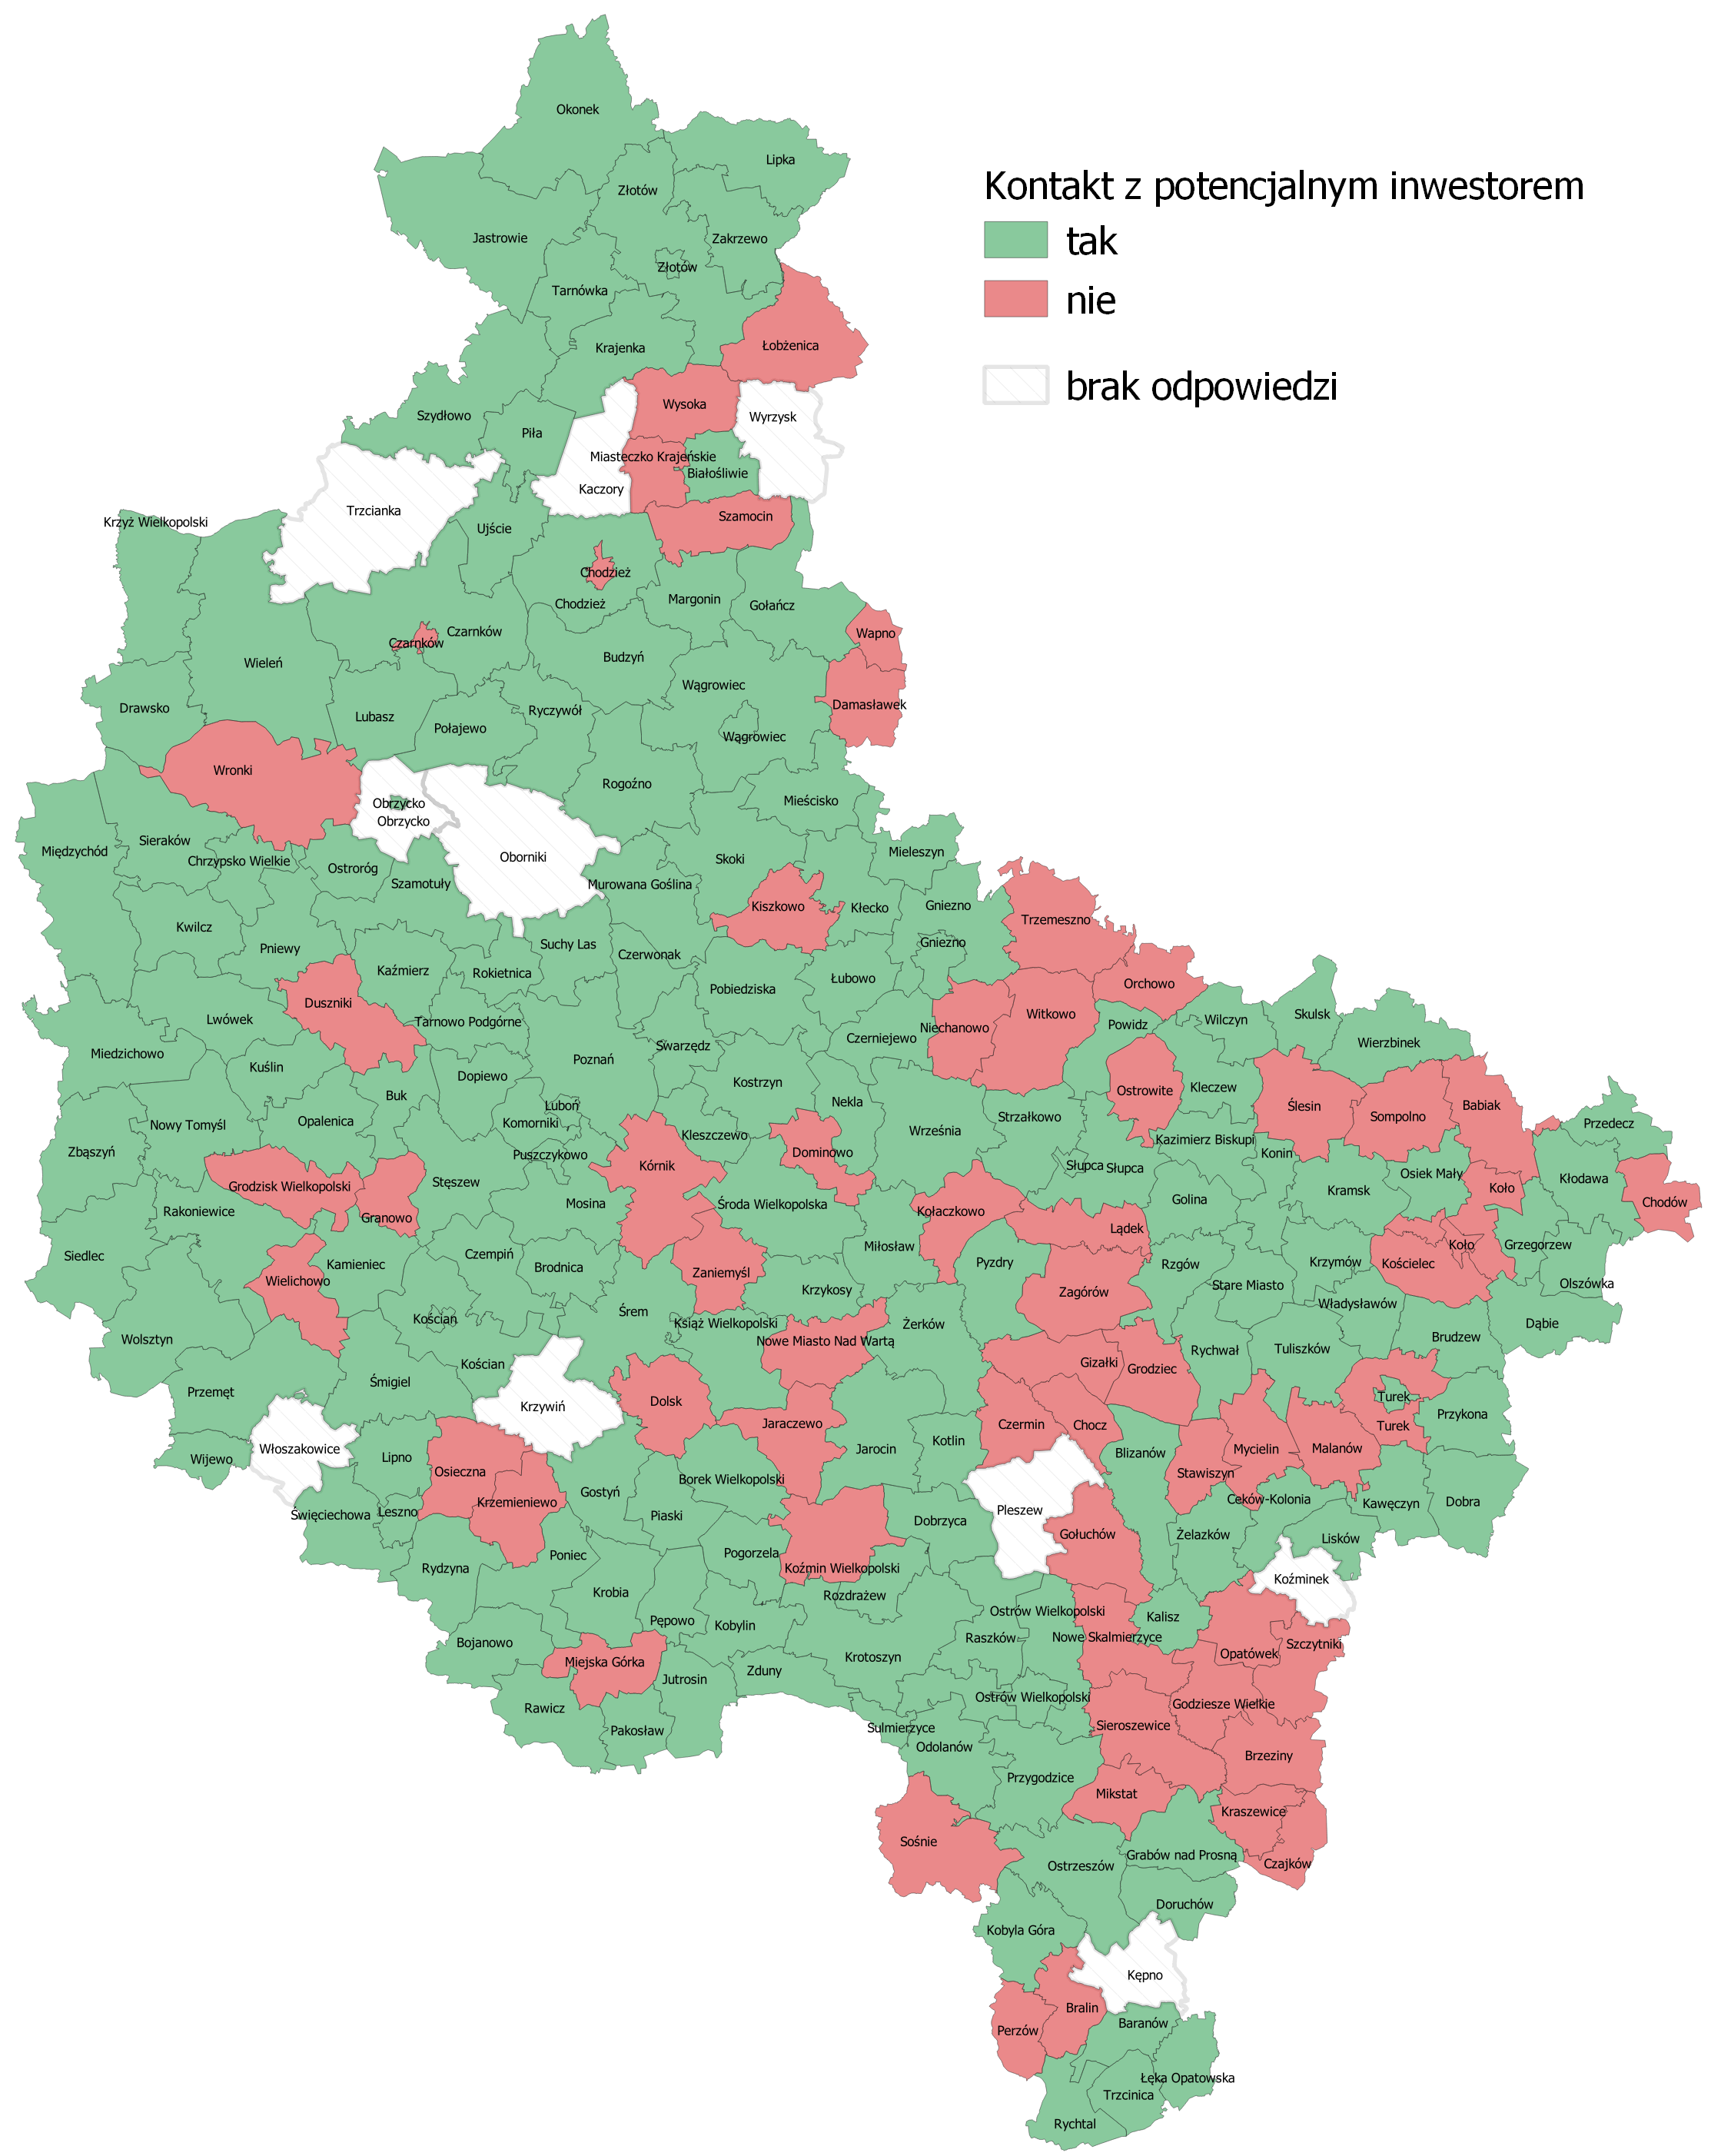 Kontakt z potencjalnym inwestorem
tak
nie
brak odpowiedzi
Okonek
Lipka
Złotów
Jastrowie
Zakrzewo
Złotów
Tarnówka
Łobżenica
Krajenka
Wysoka
Szydłowo
Wyrzysk
Piła
Miasteczko Krajeńskie
Białośliwie
Kaczory
Trzcianka
Szamocin
Krzyż Wielkopolski
Ujście
Chodzież
Margonin
Chodzież
Gołańcz
Czarnków
Wapno
Czarnków
Budzyń
Wieleń
Wągrowiec
Damasławek
Drawsko
Ryczywół
Lubasz
Połajewo
Wągrowiec
Wronki
Rogoźno
Mieścisko
Obrzycko
Obrzycko
Sieraków
Międzychód
Mieleszyn
Oborniki
Skoki
Chrzypsko Wielkie
Ostroróg
Szamotuły
Murowana Goślina
Kiszkowo
Kłecko
Gniezno
Trzemeszno
Kwilcz
Gniezno
Suchy Las
Pniewy
Czerwonak
Kaźmierz
Rokietnica
Łubowo
Orchowo
Pobiedziska
Duszniki
Witkowo
Skulsk
Lwówek
Tarnowo Podgórne
Wilczyn
Powidz
Niechanowo
Czerniejewo
Wierzbinek
Swarzędz
Miedzichowo
Poznań
Kuślin
Dopiewo
Kostrzyn
Kleczew
Ostrowite
Buk
Nekla
Luboń
Ślesin
Babiak
Sompolno
Strzałkowo
Opalenica
Komorniki
Nowy Tomyśl
Przedecz
Września
Kleszczewo
Kazimierz Biskupi
Zbąszyń
Puszczykowo
Dominowo
Konin
Kórnik
Słupca
Słupca
Osiek Mały
Kłodawa
Stęszew
Grodzisk Wielkopolski
Koło
Kramsk
Golina
Chodów
Mosina
Środa Wielkopolska
Rakoniewice
Kołaczkowo
Granowo
Lądek
Koło
Grzegorzew
Miłosław
Siedlec
Czempiń
Pyzdry
Krzymów
Kościelec
Kamieniec
Rzgów
Brodnica
Zaniemyśl
Wielichowo
Olszówka
Stare Miasto
Krzykosy
Zagórów
Władysławów
Śrem
Kościan
Książ Wielkopolski
Żerków
Dąbie
Wolsztyn
Nowe Miasto Nad Wartą
Brudzew
Rychwał
Tuliszków
Kościan
Gizałki
Grodziec
Śmigiel
Przemęt
Turek
Dolsk
Krzywiń
Przykona
Jaraczewo
Czermin
Chocz
Turek
Kotlin
Włoszakowice
Jarocin
Mycielin
Malanów
Blizanów
Lipno
Wijewo
Osieczna
Stawiszyn
Borek Wielkopolski
Gostyń
Ceków-Kolonia
Krzemieniewo
Dobra
Kawęczyn
Leszno
Pleszew
Święciechowa
Piaski
Dobrzyca
Gołuchów
Żelazków
Lisków
Pogorzela
Poniec
Rydzyna
Koźmin Wielkopolski
Koźminek
Krobia
Rozdrażew
Ostrów Wielkopolski
Kalisz
Pępowo
Kobylin
Raszków
Nowe Skalmierzyce
Bojanowo
Szczytniki
Opatówek
Krotoszyn
Miejska Górka
Zduny
Jutrosin
Ostrów Wielkopolski
Godziesze Wielkie
Rawicz
Sieroszewice
Sulmierzyce
Pakosław
Odolanów
Brzeziny
Przygodzice
Mikstat
Kraszewice
Sośnie
Grabów nad Prosną
Czajków
Ostrzeszów
Doruchów
Kobyla Góra
Kępno
Bralin
Baranów
Perzów
Łęka Opatowska
Trzcinica
Rychtal